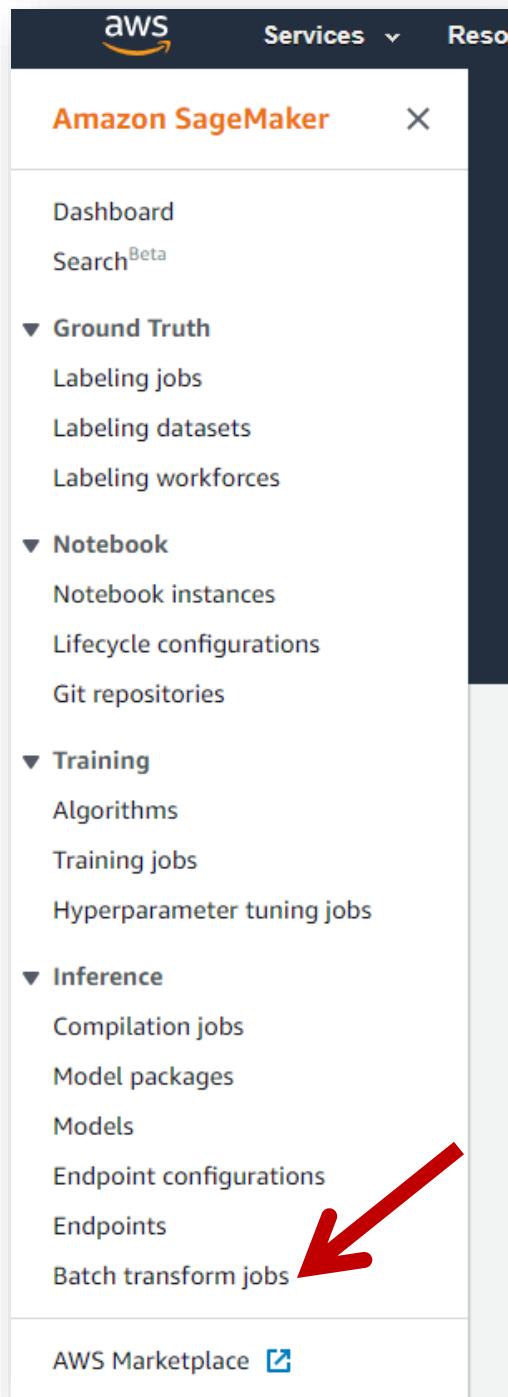 aws Services Reso
Amazon SageMaker
Dashboard
Search Beta
Ground Truth
Labeling jobs
Labeling datasets
Labeling workforces
Notebook
Notebook instances
Lifecycle configurations
Git repositories
Training
Algorithms
Training jobs
Hyperparameter tuning jobs
Inference
Compilation jobs
Model packages
Models
Endpoint configurations
Endpoints
Batch transform jobs
AWS Marketplace